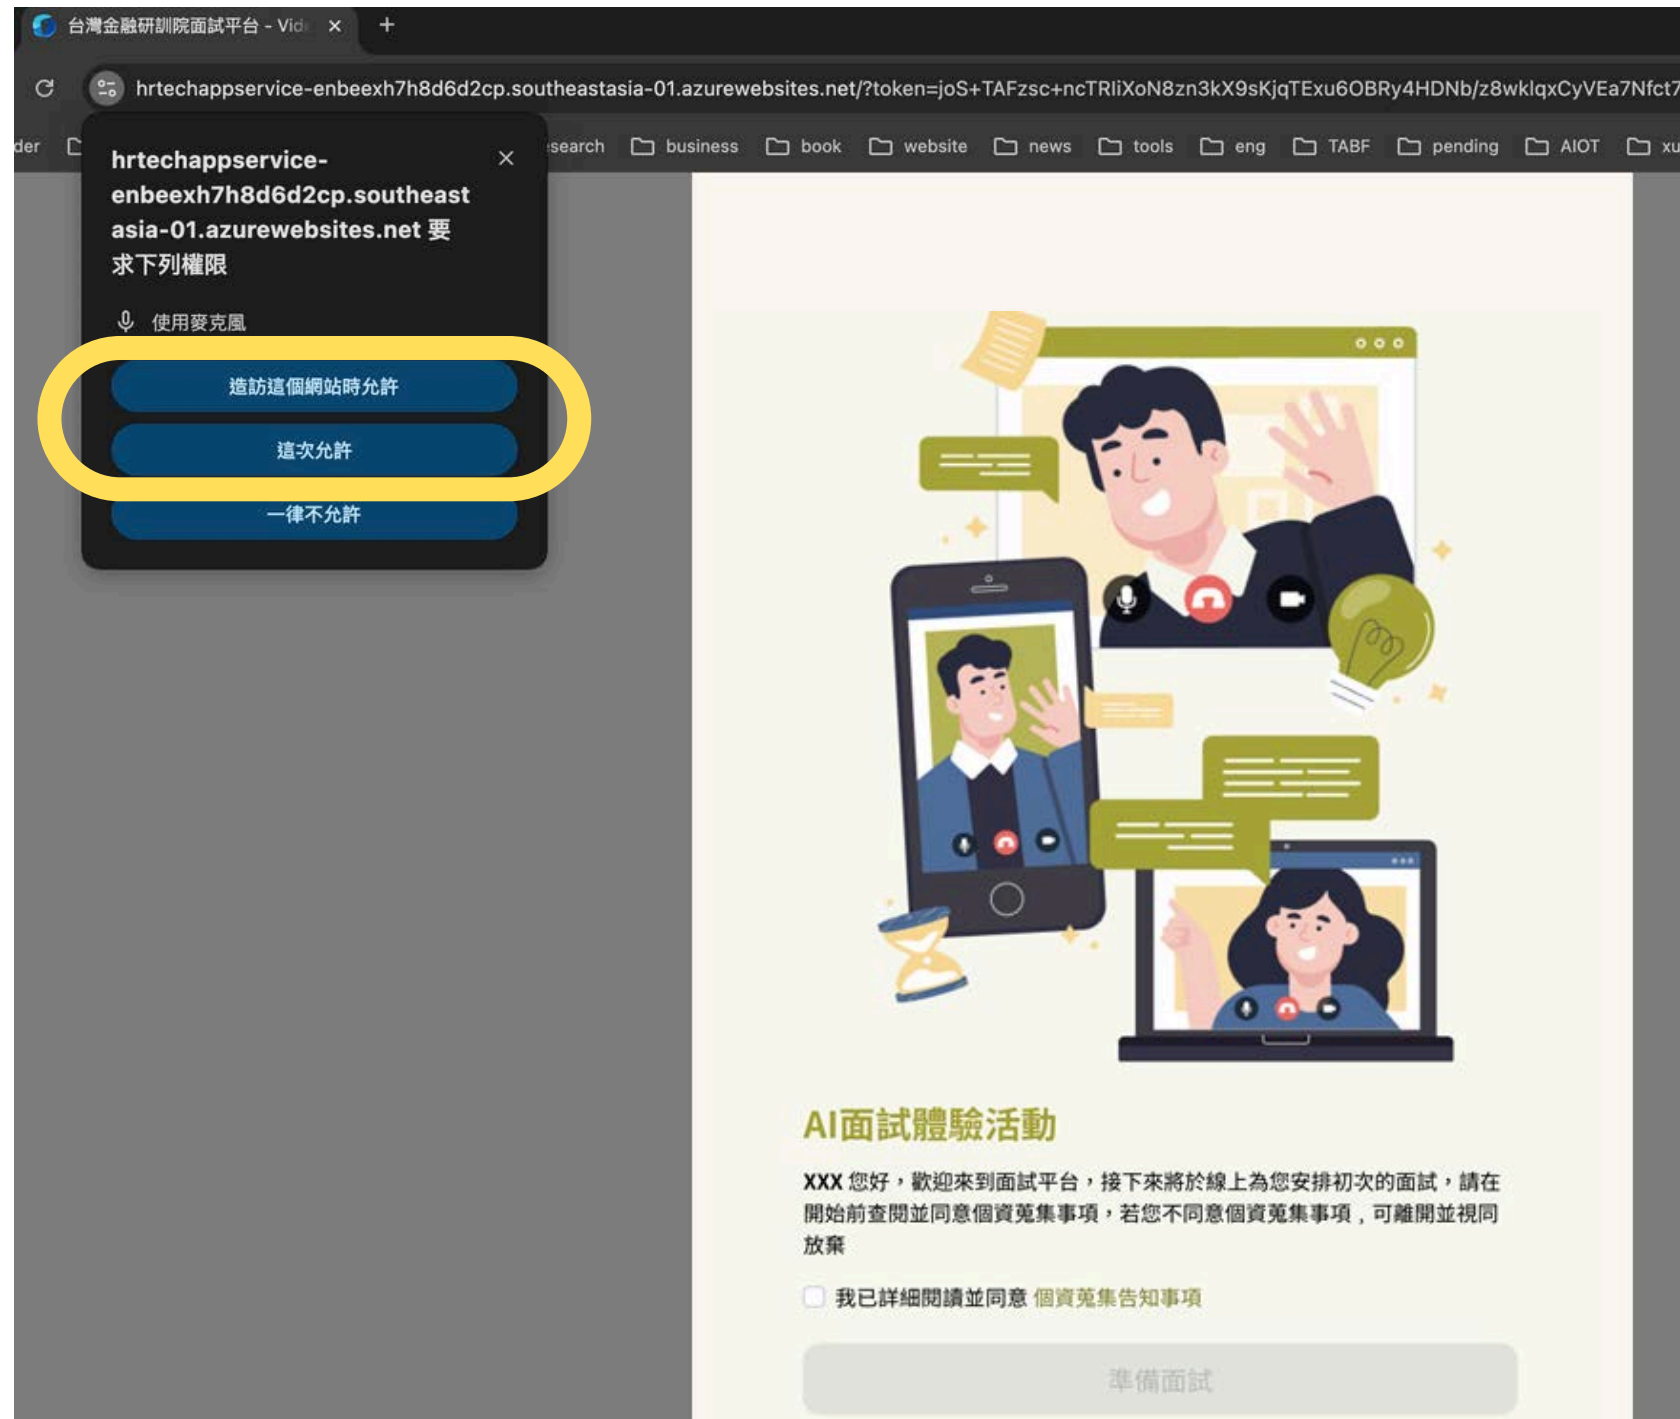 台灣金融研訓院面試平台 - Vid
hrtechappservice-enbeexh7h8d6d2cp.southeastasia-01.azurewebsites.net/?token=joS+TAFzsc+ncTRliXoN8zn3kX9sKjqTExu6OBRy4HDNb/z8wklqxCyVEa7Nfct7
der search business book website news tools eng TABF pending AIOT xu
hrtechappservice-
enbeexh7h8d6d2cp.southeast
asia-01.azurewebsites.net 要
求下列權限
使用麥克風
造訪這個網站時允許
這次允許
一律不允許
AI面試體驗活動
XXX 您好，歡迎來到面試平台，接下來將於線上為您安排初次的面試，請在
開始前查閱並同意個資蒐集事項，若您不同意個資蒐集事項，可離開並視同
放棄
我已詳細閱讀並同意 個資蒐集告知事項
準備面試